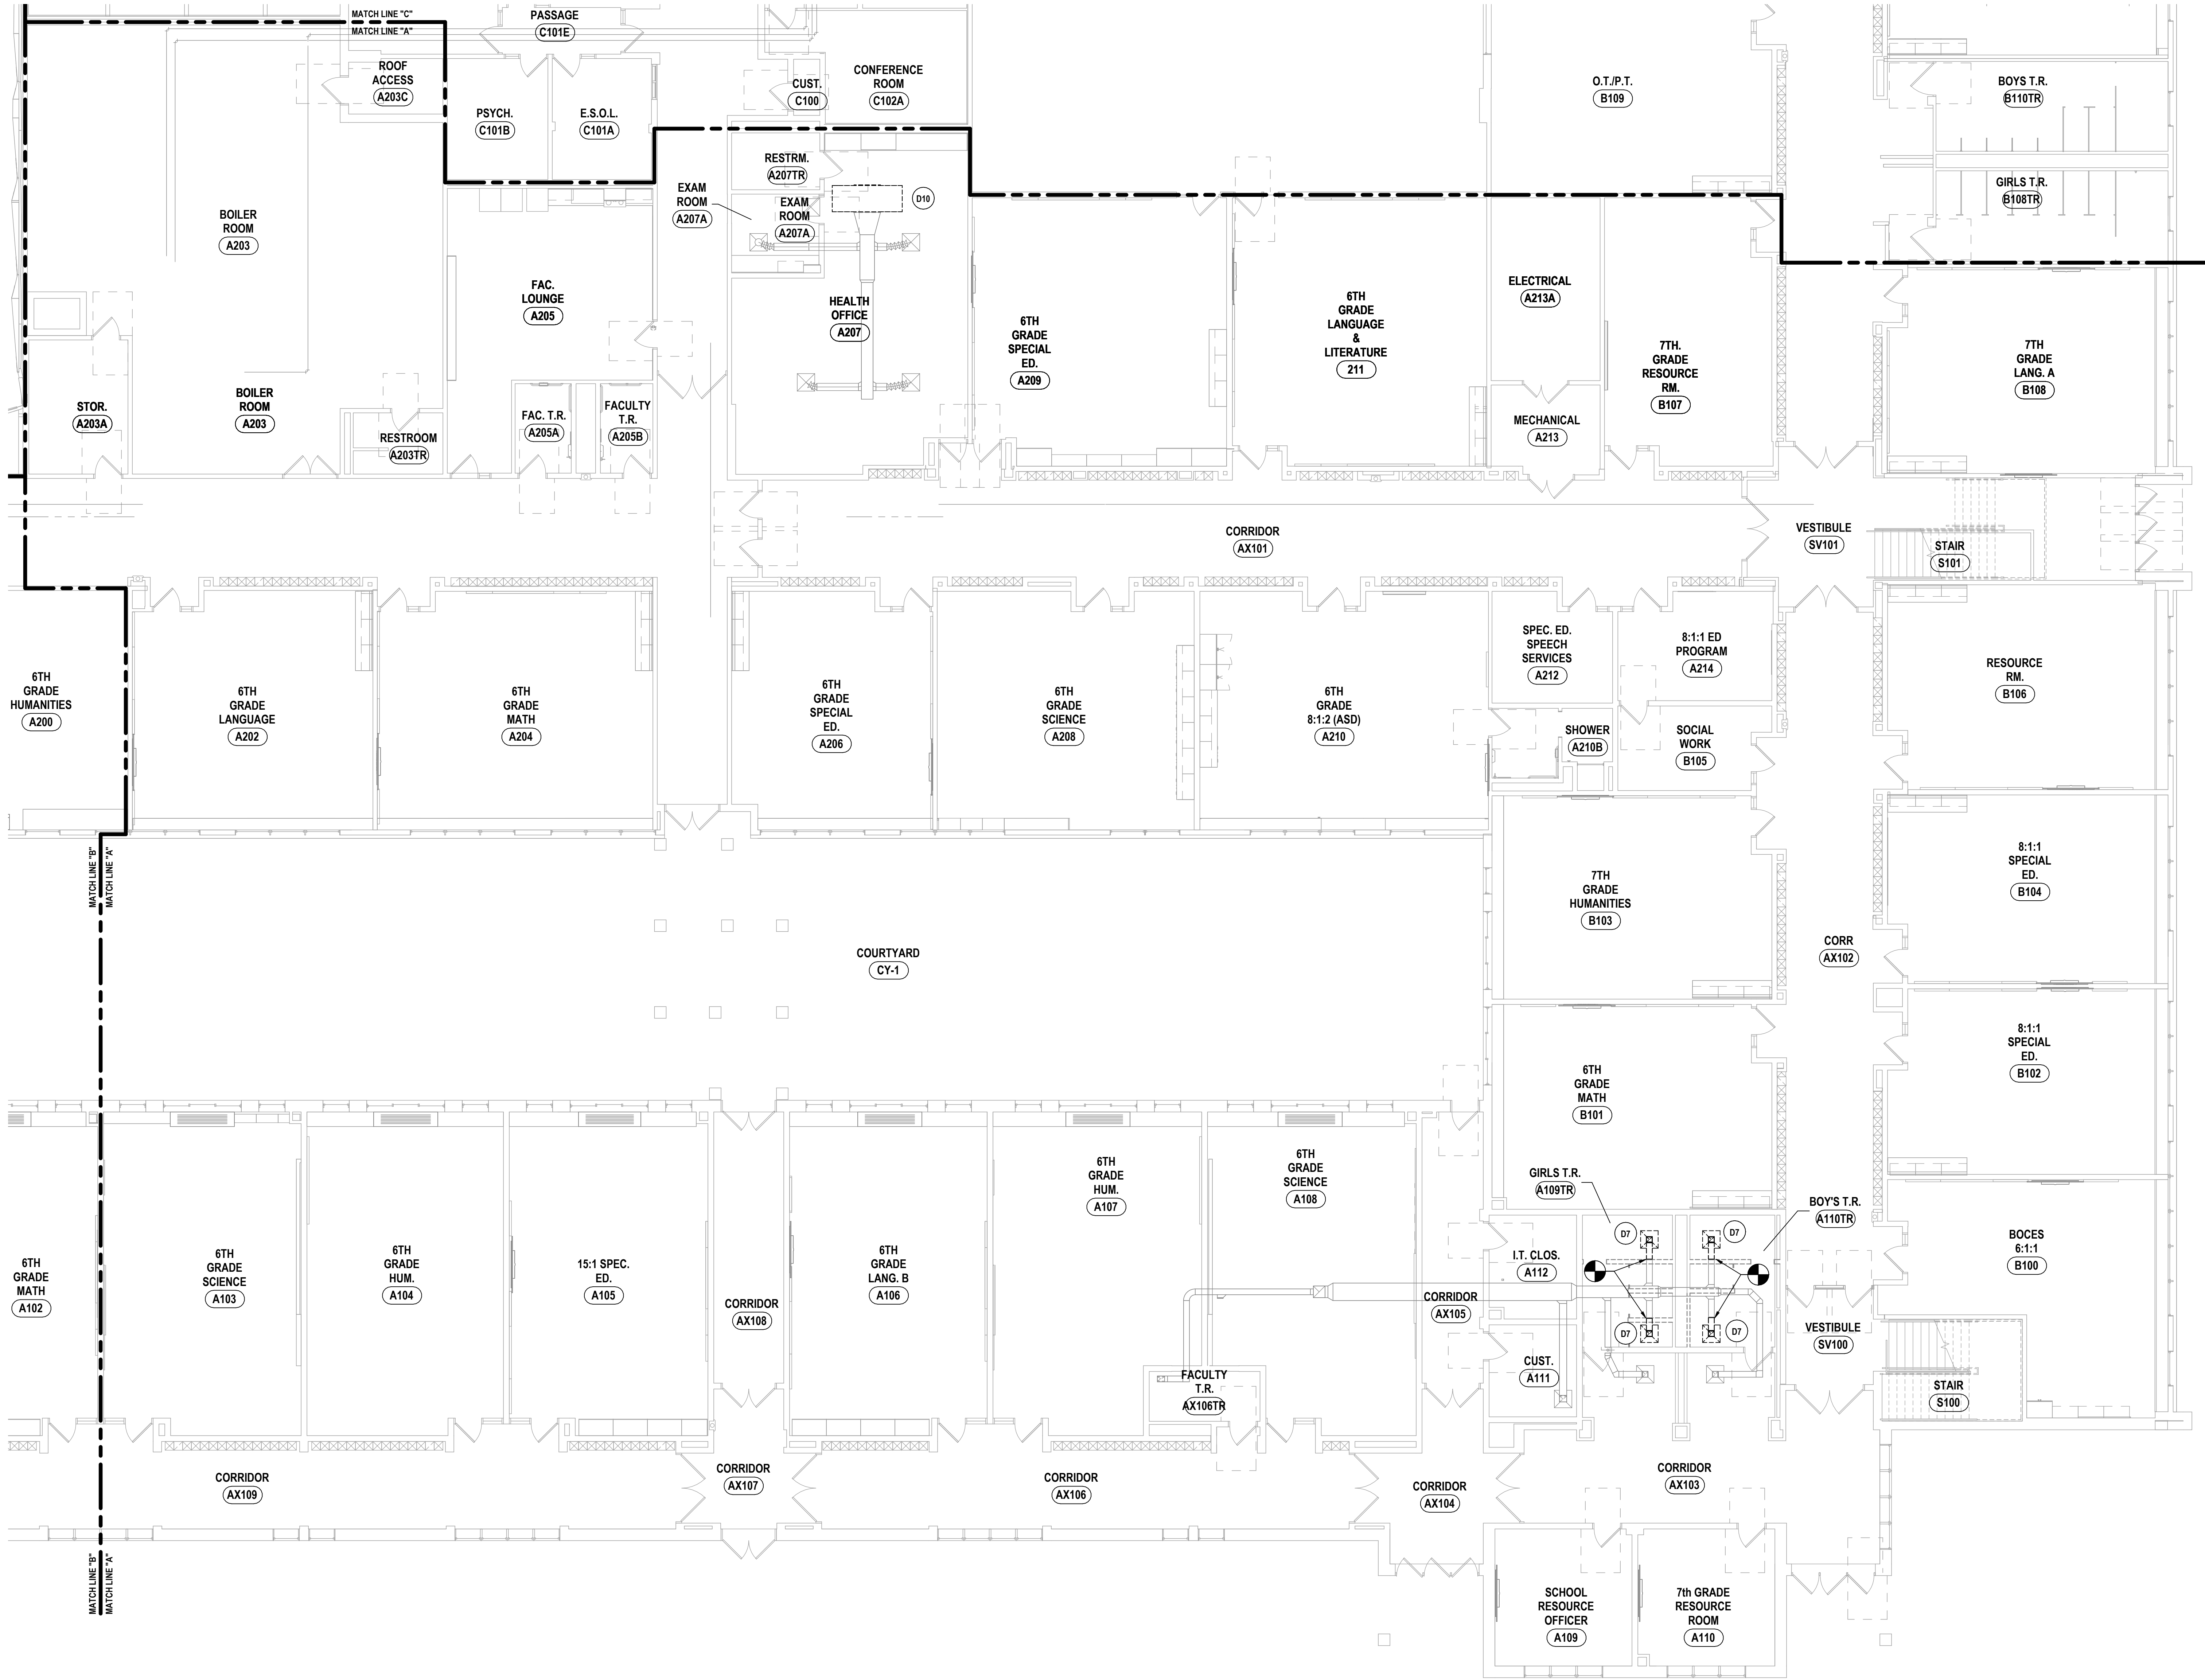 MATCH LINE "C"
MATCH LINE "A"
PASSAGE
C101E
ROOF
ACCESS
A203C
PSYCH.
C101B
E.S.O.L.
C101A
CUST.
C100
CONFERENCE
ROOM
C102A
O.T./P.T.
B109
BOYS T.R.
B110TR
RESTRM.
A207TR
EXAM
ROOM
A207A
EXAM
ROOM
A207A
D10
GIRLS T.R.
B108TR
BOILER
ROOM
A203
FAC.
LOUNGE
A205
HEALTH
OFFICE
A207
6TH
GRADE
SPECIAL
ED.
A209
6TH
GRADE
LANGUAGE
&
LITERATURE
211
ELECTRICAL
A213A
7TH.
GRADE
RESOURCE
RM.
B107
7TH
GRADE
LANG. A
B108
STOR.
A203A
BOILER
ROOM
A203
RESTROOM
A203TR
FAC. T.R.
A205A
FACULTY
T.R.
A205B
MECHANICAL
A213
CORRIDOR
AX101
VESTIBULE
SV101
STAIR
S101
6TH
GRADE
HUMANITIES
A200
6TH
GRADE
LANGUAGE
A202
6TH
GRADE
MATH
A204
6TH
GRADE
SPECIAL
ED.
A206
6TH
GRADE
SCIENCE
A208
6TH
GRADE
8:1:2 (ASD)
A210
SPEC. ED.
SPEECH
SERVICES
A212
8:1:1 ED
PROGRAM
A214
SHOWER
A210B
SOCIAL
WORK
B105
RESOURCE
RM.
B106
MATCH LINE "B"
MATCH LINE "A"
7TH
GRADE
HUMANITIES
B103
8:1:1
SPECIAL
ED.
B104
COURTYARD
CY-1
CORR
AX102
8:1:1
SPECIAL
ED.
B102
6TH
GRADE
MATH
B101
GIRLS T.R.
A109TR
BOY'S T.R.
A110TR
6TH
GRADE
MATH
A102
6TH
GRADE
SCIENCE
A103
6TH
GRADE
HUM.
A104
15:1 SPEC.
ED.
A105
CORRIDOR
AX108
6TH
GRADE
LANG. B
A106
6TH
GRADE
HUM.
A107
6TH
GRADE
SCIENCE
A108
CORRIDOR
AX105
I.T. CLOS.
A112
D7
D7
D7
D7
BOCES
6:1:1
B100
VESTIBULE
SV100
FACULTY
T.R.
AX106TR
CUST.
A111
STAIR
S100
CORRIDOR
AX109
CORRIDOR
AX107
CORRIDOR
AX106
CORRIDOR
AX104
CORRIDOR
AX103
MATCH LINE "B"
MATCH LINE "A"
SCHOOL
RESOURCE
OFFICER
A109
7th GRADE
RESOURCE
ROOM
A110